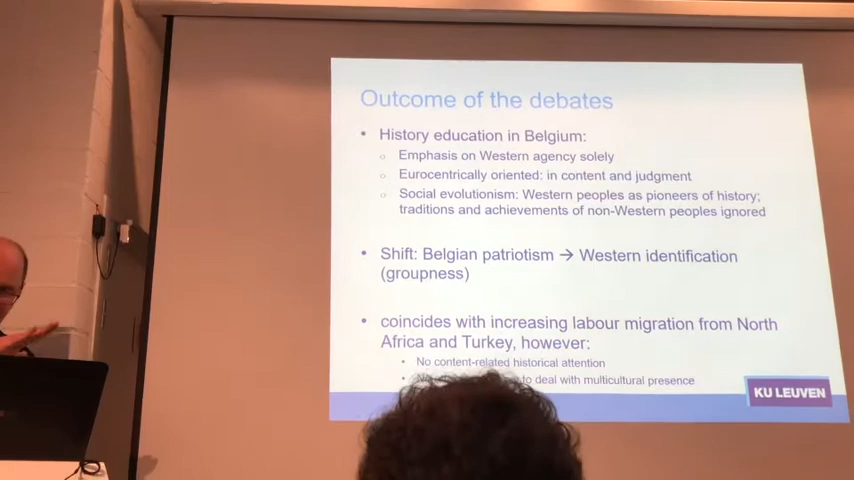 Outcome of the debates
• History education in Belgium:
○ Emphasis on Western agency solely
○ Eurocentrically oriented: in content and judgment
○ Social evolutionism: Western peoples as pioneers of history;
traditions and achievements of non-Western peoples ignored
• Shift: Belgian patriotism → Western identification
(groupness)
• coincides with increasing labour migration from North
Africa and Turkey, however:
• No content-related historical attention
• to deal with multicultural presence
KU LEUVEN